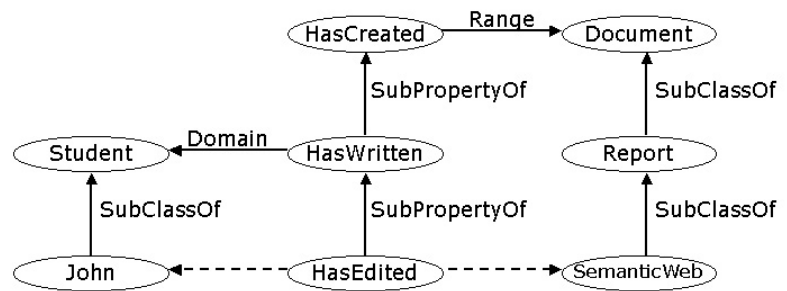 HasCreated Range Document
SubPropertyOf SubClassOf
Student Domain HasWritten Report
SubClassOf SubPropertyOf SubClassOf
John HasEdited SemanticWeb